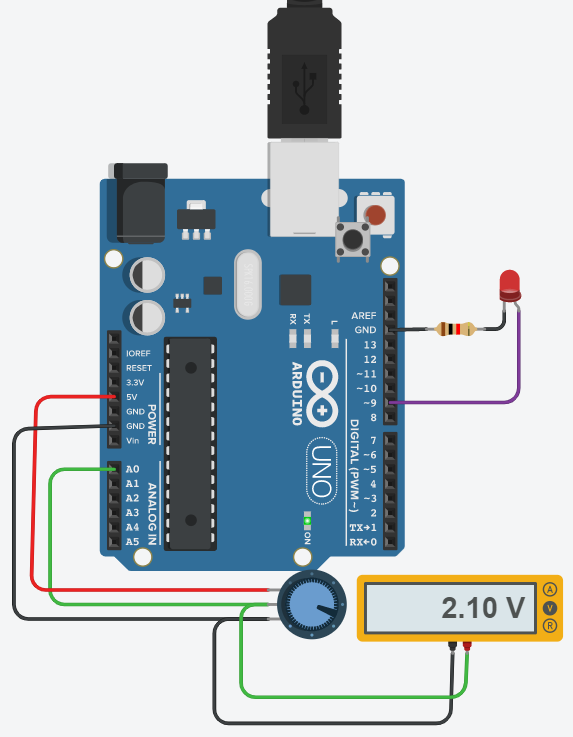 AREF
GND
13
12
~11
~10
~9
8
7
~6
~5
4
~3
2
TX→1
RX←0
DIGITAL (PWM~)
IOREF
RESET
3.3V
5V
GND
GND
Vin
POWER
A0
A1
A2
A3
A4
A5
ANALOG IN
RX
TX
L
ARDUINO
UNO
ON
2.10 V
A
V
R